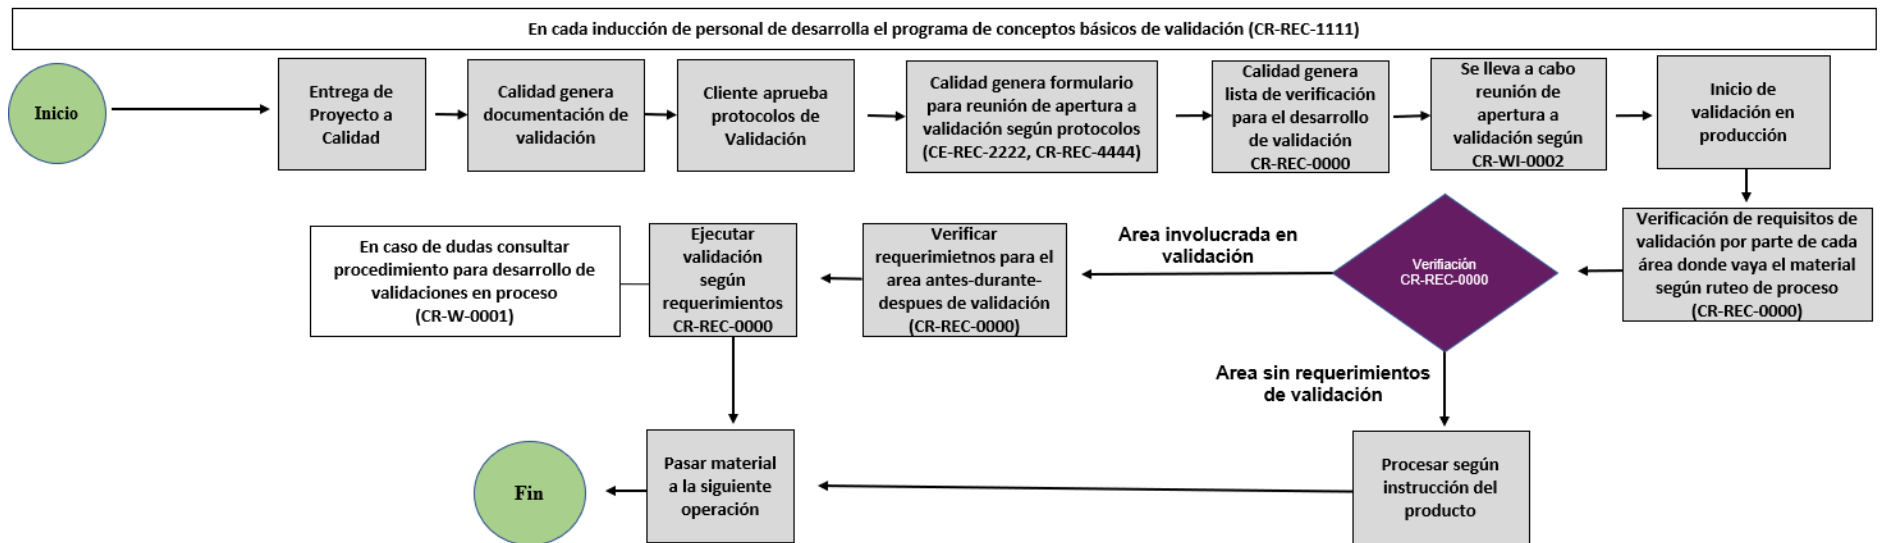 En cada inducción de personal de desarrolla el programa de conceptos básicos de validación (CR-REC-1111)
Inicio
Entrega de
Proyecto a
Calidad
Calidad genera
documentación de
validación
Cliente aprueba
protocolos de
Validación
Calidad genera formulario
para reunión de apertura a
validación según protocolos
(CE-REC-2222, CR-REC-4444)
Calidad genera
lista de verificación
para el desarrollo
de validación
CR-REC-0000
Se lleva a cabo
reunión de
apertura a
validación según
CR-WI-0002
Inicio de
validación en
producción
Verificación de requisitos de
validación por parte de cada
área donde vaya el material
según ruteo de proceso
(CR-REC-0000)
Verifiación
CR-REC-0000
Area involucrada en
validación
Verificar
requerimietnos para el
area antes-durante-
despues de validación
(CR-REC-0000)
Ejecutar
validación
según
requerimientos
CR-REC-0000
En caso de dudas consultar
procedimiento para desarrollo de
validaciones en proceso
(CR-W-0001)
Area sin requerimientos
de validación
Procesar según
instrucción del
producto
Pasar material
a la siguiente
operación
Fin